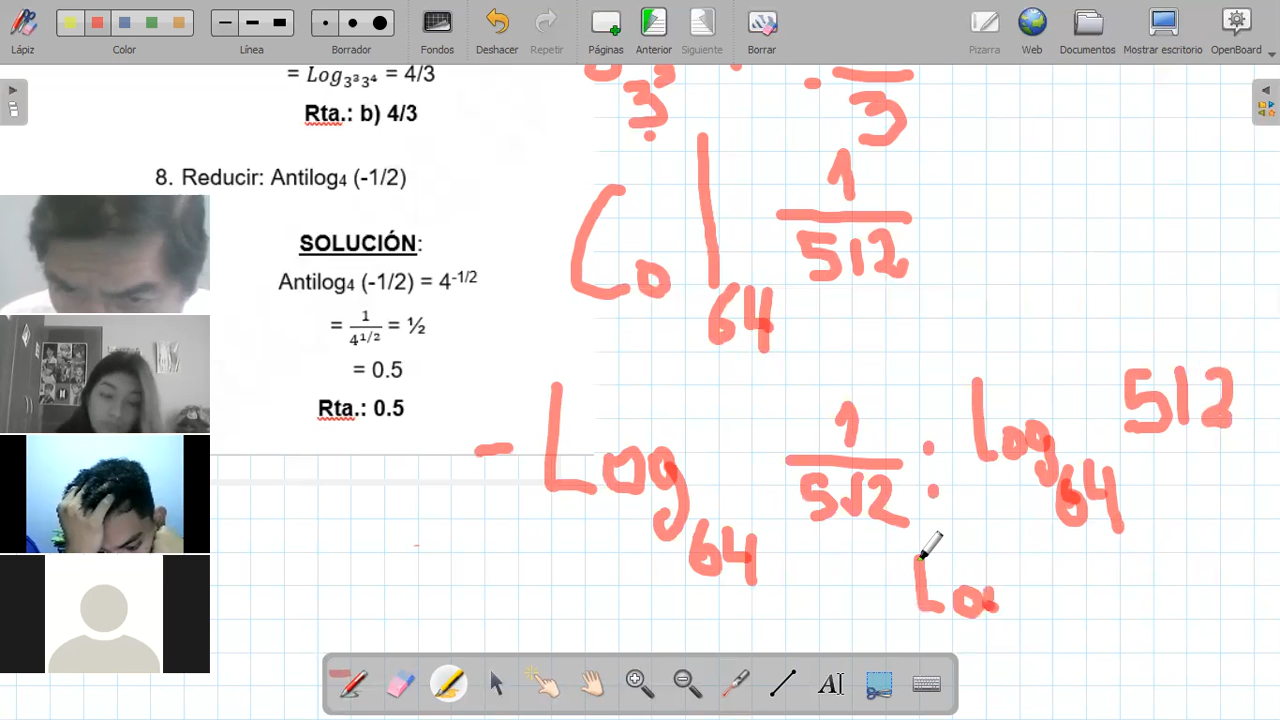 Lápiz
Color
Línea
Borrador
Fondos
Deshacer
Repetir
Páginas
Anterior
Siguiente
Borrar
Pizarra
Web
Documentos
Mostrar escritorio
OpenBoard
= Log₃³3⁴ = 4/3
Rta.: b) 4/3
8. Reducir: Antilog₄ (-1/2)
SOLUCIÓN:
Antilog₄ (-1/2) = 4^-1/2
= 1/4^1/2 = ½
= 0.5
Rta.: 0.5
3
3
Col 64 1/512
- Log 64 1/512 : Log 64 512
Lo